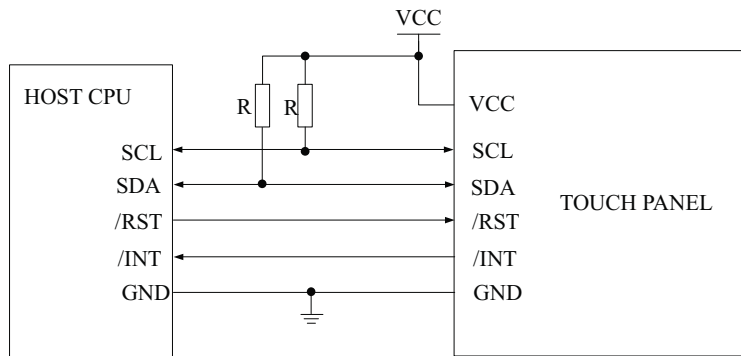 VCC
HOST CPU
R
R
VCC
SCL
SCL
SDA
SDA
TOUCH PANEL
/RST
/RST
/INT
/INT
GND
GND